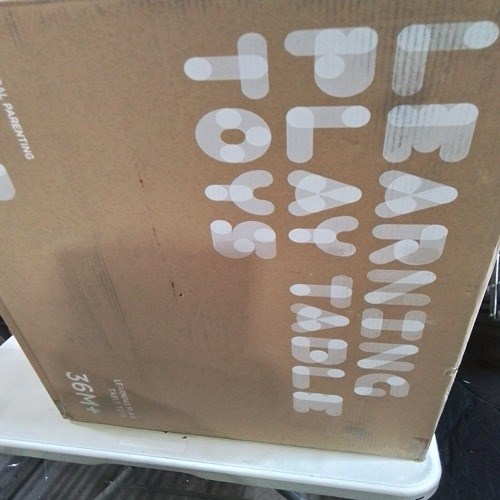 LEARNING
PLAY TABLE
TOYS
PARENTING
36M+